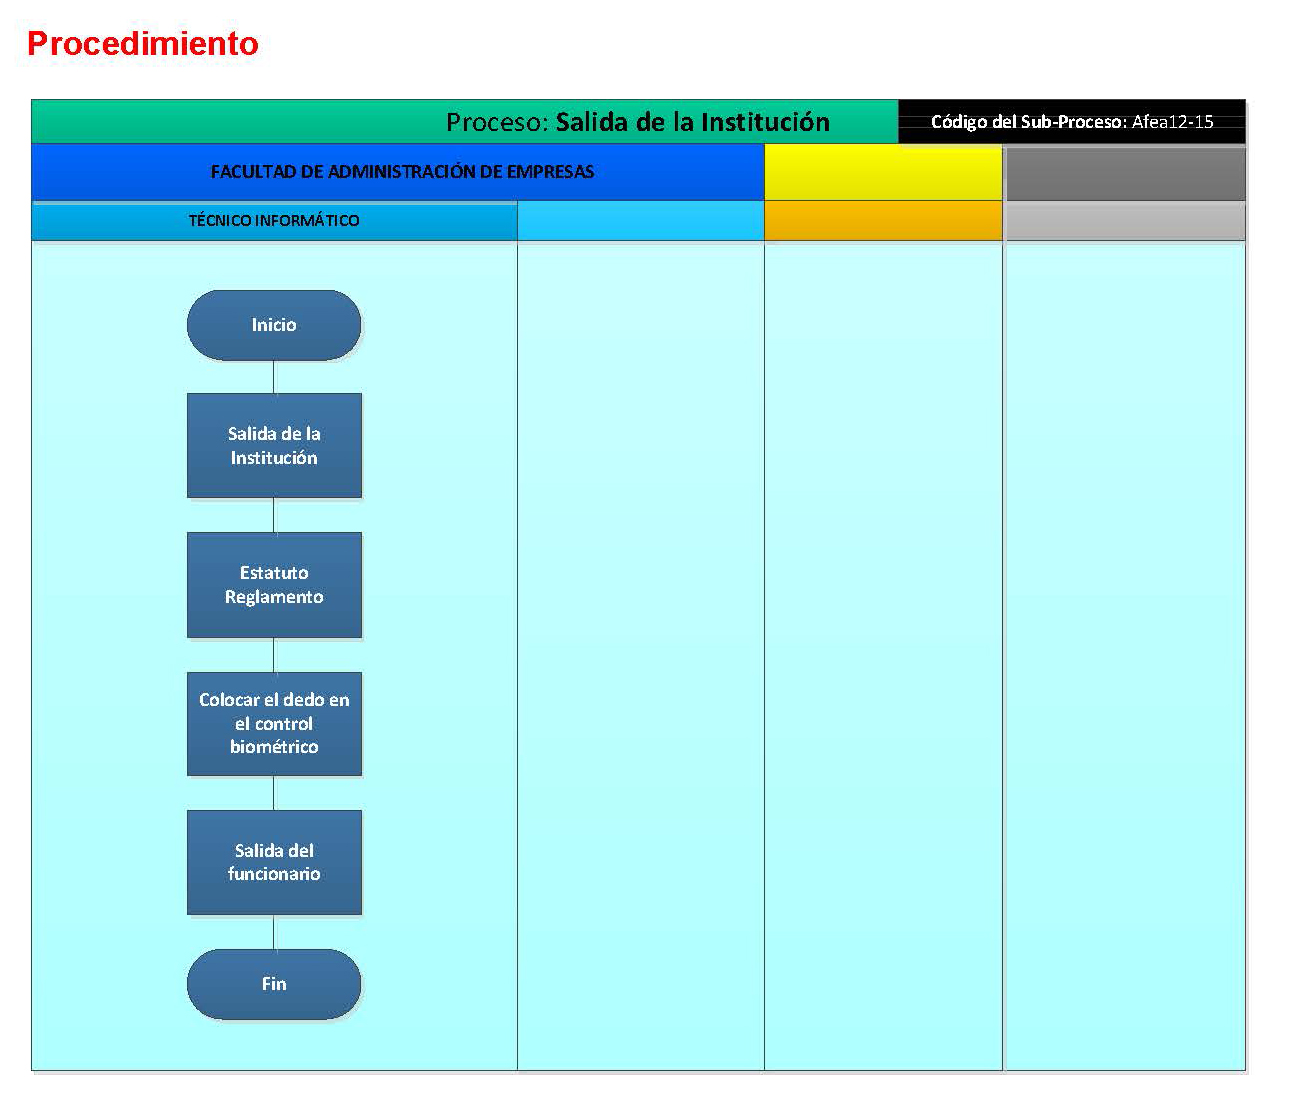 Procedimiento
Proceso: Salida de la Institución
Código del Sub-Proceso: Afea12-15
FACULTAD DE ADMINISTRACIÓN DE EMPRESAS
TÉCNICO INFORMÁTICO
Inicio
Salida de la
Institución
Estatuto
Reglamento
Colocar el dedo en
el control
biométrico
Salida del
funcionario
Fin